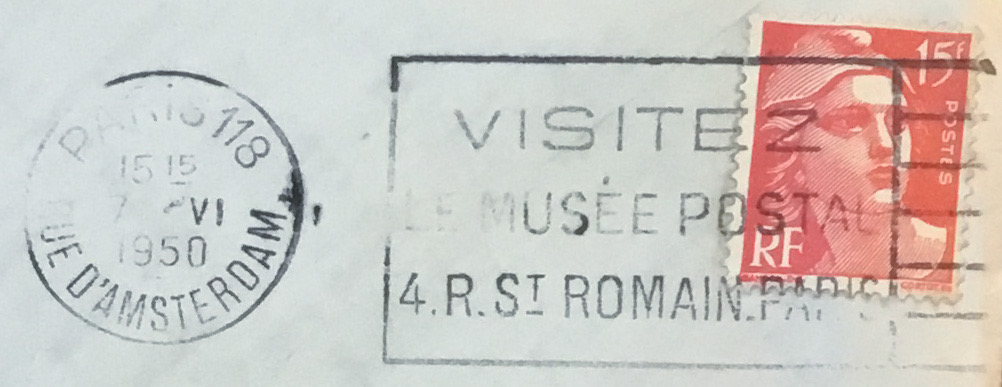 PARIS 118
15 15
7 - VI
1950
RUE D'AMSTERDAM
VISITEZ
LE MUSÉE POSTAL
4.R.ST ROMAIN.PARIS
15F
POSTES
RF